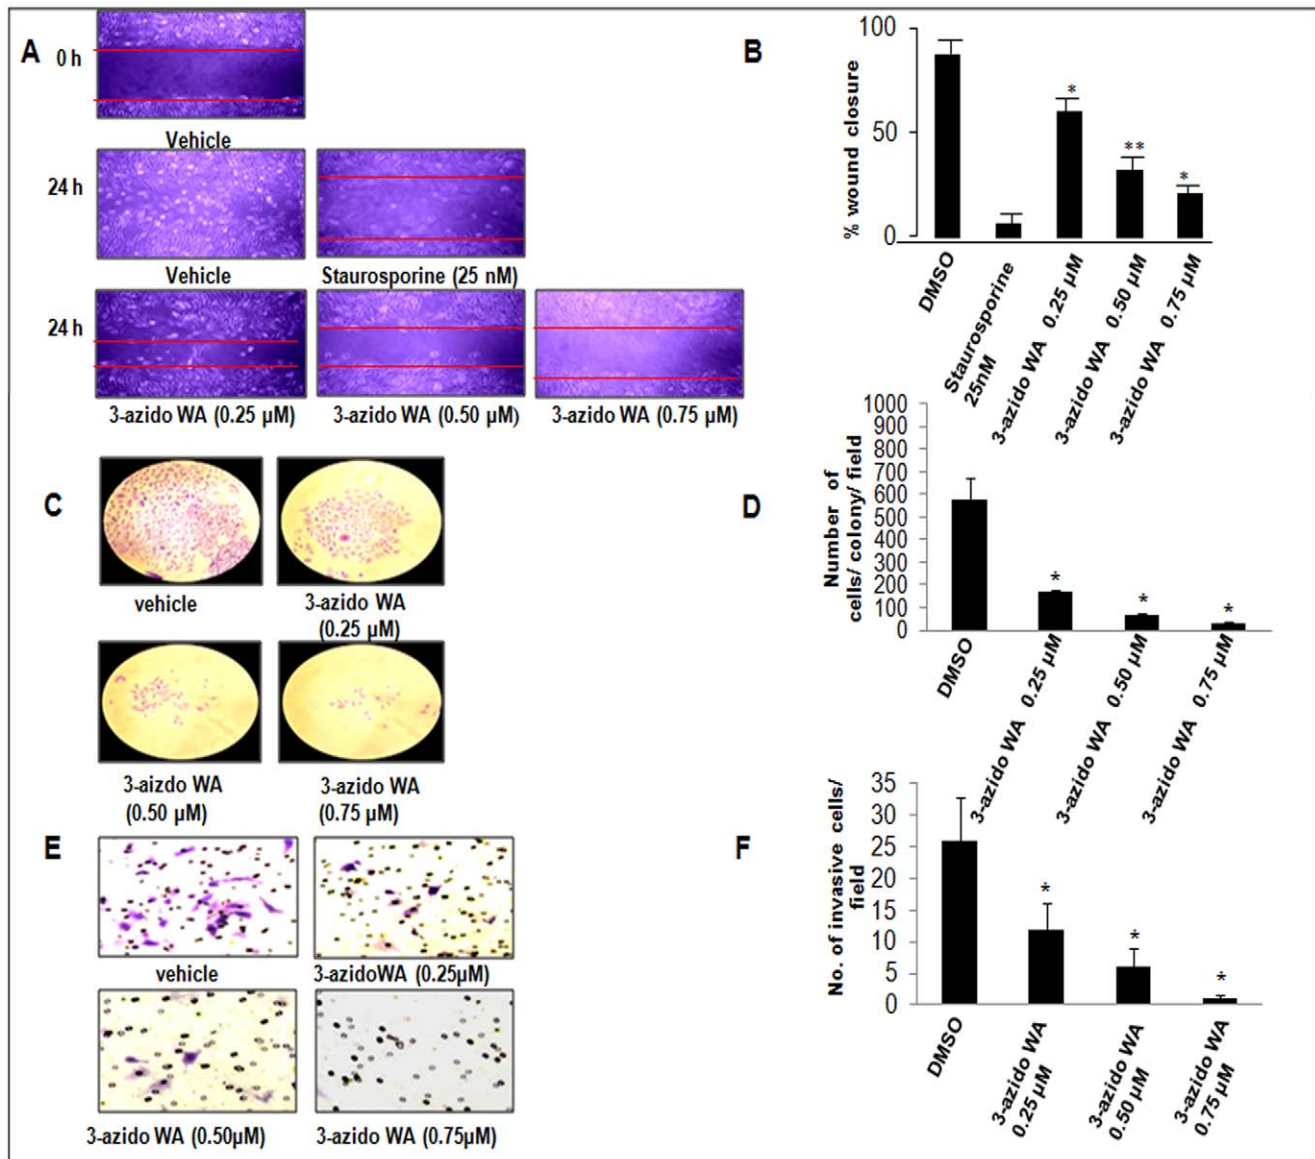 A
0 h
Vehicle
24 h
Vehicle
Staurosporine (25 nM)
24 h
3-azido WA (0.25 µM)
3-azido WA (0.50 µM)
3-azido WA (0.75 µM)
B
% wound closure
100
50
0
DMSO
Staurosporine
25nM
3-azido WA 0.25 µM
3-azido WA 0.50 µM
3-azido WA 0.75 µM
*
**
*
C
vehicle
3-azido WA
(0.25 µM)
3-aizdo WA
(0.50 µM)
3-azido WA
(0.75 µM)
D
Number of
cells/ colony/ field
1000
900
800
700
600
500
400
300
200
100
0
DMSO
3-azido WA 0.25 µM
3-azido WA 0.50 µM
3-azido WA 0.75 µM
*
*
*
E
vehicle
3-azidoWA (0.25µM)
3-azido WA (0.50µM)
3-azido WA (0.75µM)
F
No. of invasive cells/
field
35
30
25
20
15
10
5
0
DMSO
3-azido WA
0.25 µM
3-azido WA
0.50 µM
3-azido WA
0.75 µM
*
*
*